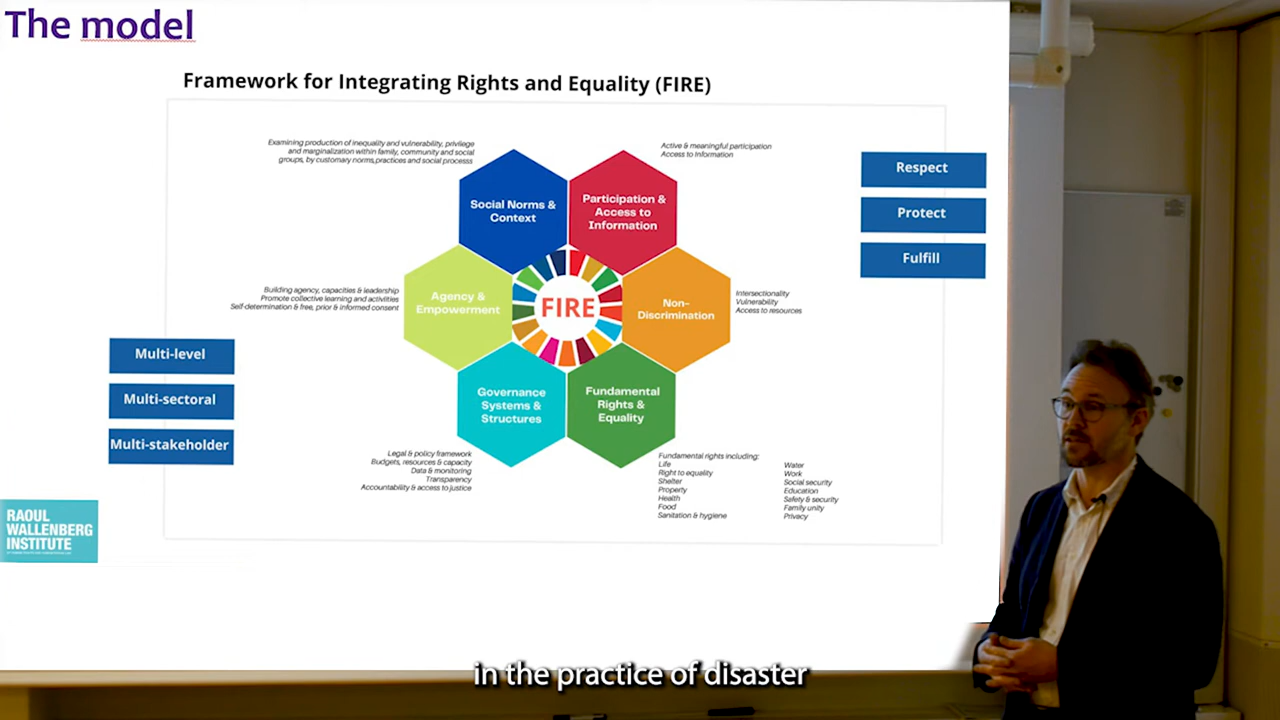 The model
Framework for Integrating Rights and Equality (FIRE)
Examining production of inequality and vulnerability, privilege
and marginalization within family, community and social
groups, by customary norms,practices and social processs
Active & meaningful participation
Access to Information
Respect
Protect
Fulfill
Social Norms &
Context
Participation &
Access to
Information
Building agency, capacities & leadership
Promote collective learning and activities
Self-determination & free, prior & informed consent
Agency &
Empowerment
FIRE
Non-
Discrimination
Intersectionality
Vulnerability
Access to resources
Multi-level
Multi-sectoral
Multi-stakeholder
Governance
Systems &
Structures
Fundamental
Rights &
Equality
Legal & policy framework
Budgets, resources & capacity
Data & monitoring
Transparency
Accountability & access to justice
Fundamental rights including:
Life
Right to equality
Shelter
Property
Health
Food
Sanitation & hygiene
Water
Work
Social security
Education
Safety & security
Family unity
Privacy
RAOUL
WALLENBERG
INSTITUTE
in the practice of disaster